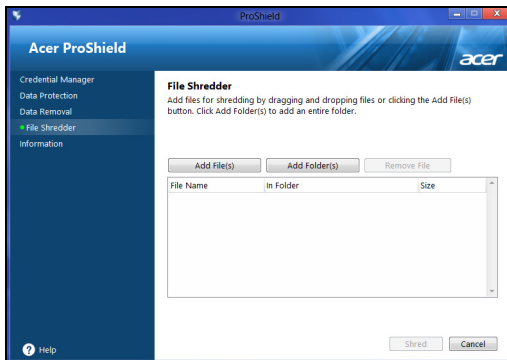 ProShield
Acer ProShield
acer
Credential Manager
Data Protection
Data Removal
File Shredder
Information
Help
File Shredder
Add files for shredding by dragging and dropping files or clicking the Add File(s)
button. Click Add Folder(s) to add an entire folder.
Add File(s) Add Folder(s) Remove File
File Name In Folder Size
Shred Cancel